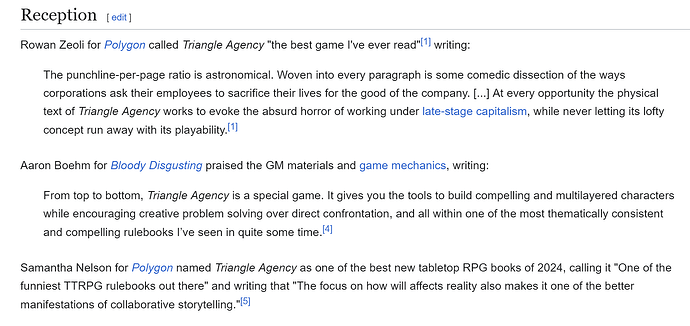 Reception [ edit ]
Rowan Zeoli for Polygon called Triangle Agency "the best game I've ever read"[1] writing:
The punchline-per-page ratio is astronomical. Woven into every paragraph is some comedic dissection of the ways
corporations ask their employees to sacrifice their lives for the good of the company. [...] At every opportunity the physical
text of Triangle Agency works to evoke the absurd horror of working under late-stage capitalism, while never letting its lofty
concept run away with its playability.[1]
Aaron Boehm for Bloody Disgusting praised the GM materials and game mechanics, writing:
From top to bottom, Triangle Agency is a special game. It gives you the tools to build compelling and multilayered characters
while encouraging creative problem solving over direct confrontation, and all within one of the most thematically consistent
and compelling rulebooks I've seen in quite some time.[4]
Samantha Nelson for Polygon named Triangle Agency as one of the best new tabletop RPG books of 2024, calling it "One of the
funniest TTRPG rulebooks out there" and writing that "The focus on how will affects reality also makes it one of the better
manifestations of collaborative storytelling."[5]